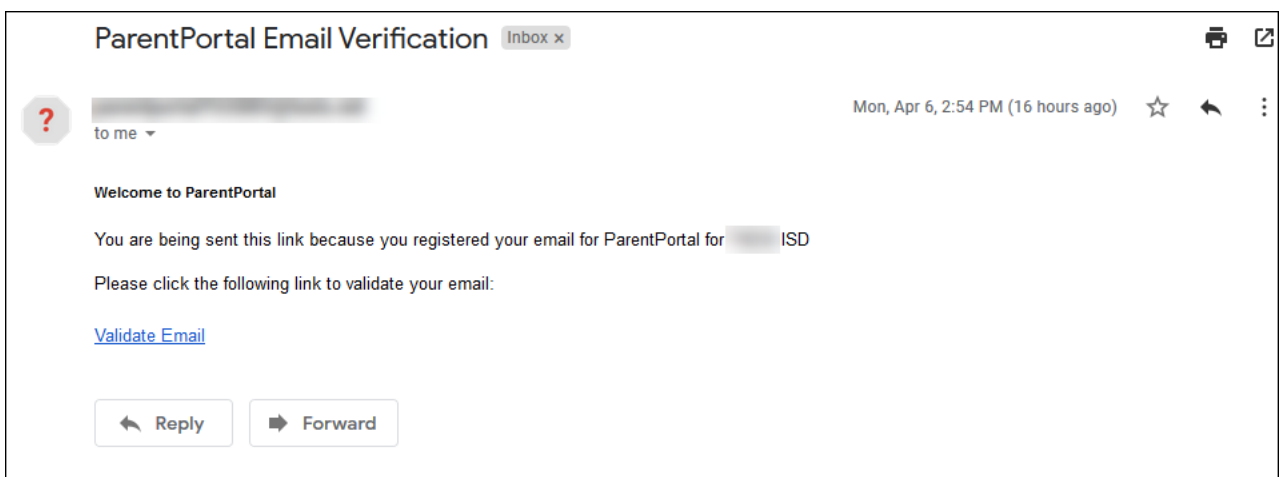 ParentPortal Email Verification Inbox x
Mon, Apr 6, 2:54 PM (16 hours ago)
?
to me
Welcome to ParentPortal
You are being sent this link because you registered your email for ParentPortal for ISD
Please click the following link to validate your email:
Validate Email
Reply Forward